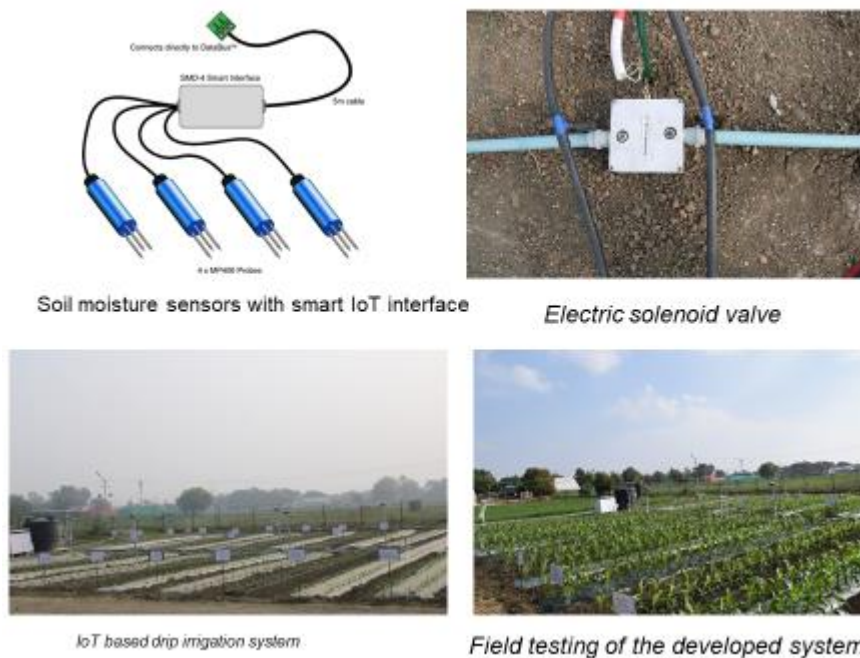 Connects directly to DataBus™
SMD-4 Smart Interface
5m cable
4 x MP406 Probes
Soil moisture sensors with smart IoT interface
Electric solenoid valve
IoT based drip irrigation system
Field testing of the developed system